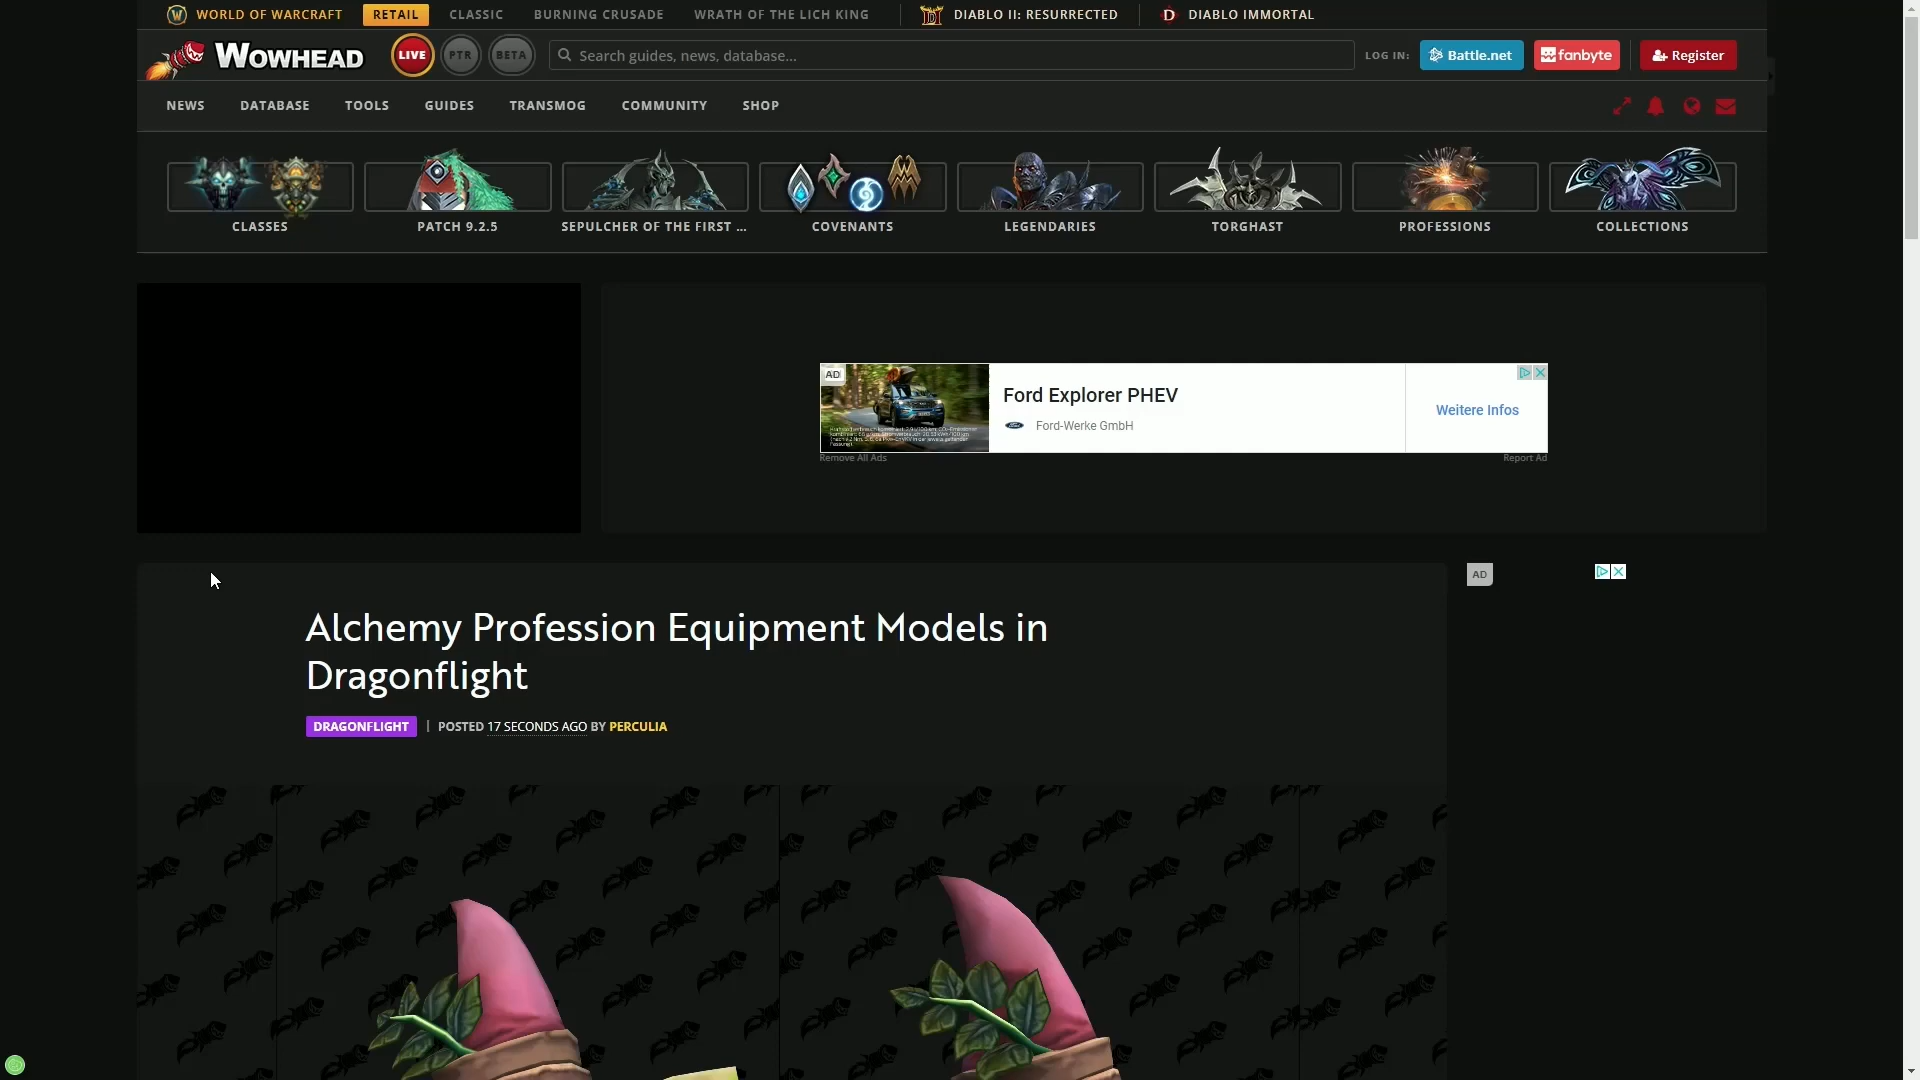 WORLD OF WARCRAFT RETAIL CLASSIC BURNING CRUSADE WRATH OF THE LICH KING DIABLO II: RESURRECTED DIABLO IMMORTAL
WOWHEAD LIVE PTR BETA Search guides, news, database... LOG IN: Battle.net fanbyte Register
NEWS DATABASE TOOLS GUIDES TRANSMOG COMMUNITY SHOP
CLASSES PATCH 9.2.5 SEPULCHER OF THE FIRST ... COVENANTS LEGENDARIES TORGHAST PROFESSIONS COLLECTIONS
AD
Ford Explorer PHEV
Weitere Infos
Ford-Werke GmbH
Remove All Ads Report Ad
AD
Alchemy Profession Equipment Models in
Dragonflight
DRAGONFLIGHT | POSTED 17 SECONDS AGO BY PERCULIA